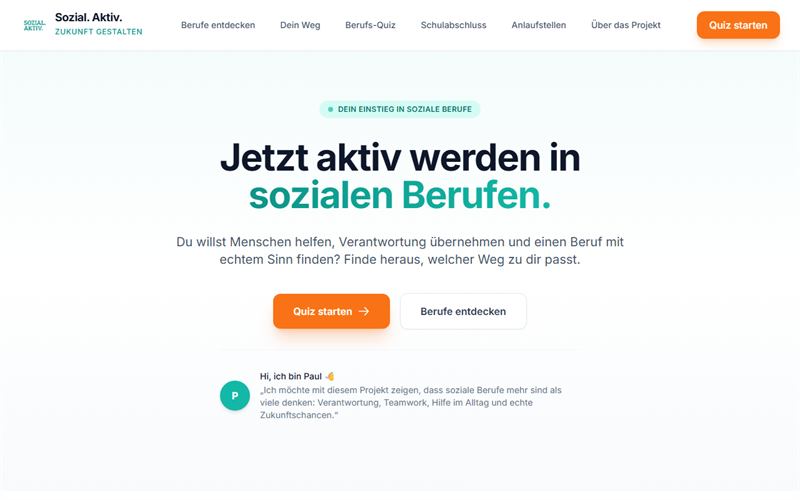 SOZIAL.
AKTIV.
Sozial. Aktiv.
ZUKUNFT GESTALTEN
Berufe entdecken
Dein Weg
Berufs-Quiz
Schulabschluss
Anlaufstellen
Über das Projekt
Quiz starten
DEIN EINSTIEG IN SOZIALE BERUFE
Jetzt aktiv werden in
sozialen Berufen.
Du willst Menschen helfen, Verantwortung übernehmen und einen Beruf mit
echtem Sinn finden? Finde heraus, welcher Weg zu dir passt.
Quiz starten →
Berufe entdecken
P
Hi, ich bin Paul 👋
„Ich möchte mit diesem Projekt zeigen, dass soziale Berufe mehr sind als
viele denken: Verantwortung, Teamwork, Hilfe im Alltag und echte
Zukunftschancen.“